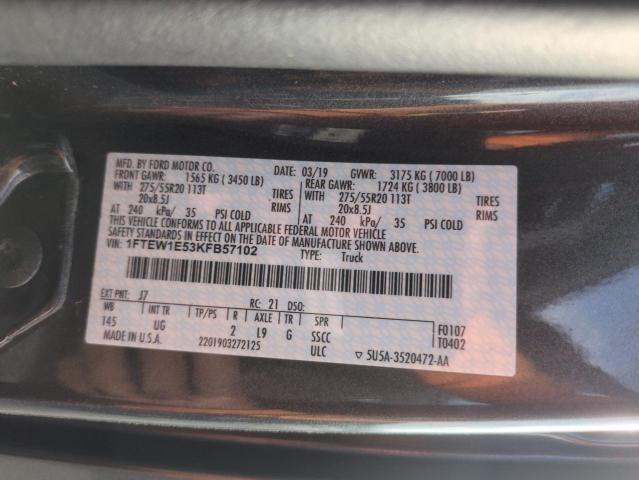 MFD. BY FORD MOTOR CO.
DATE: 03/19 GVWR: 3175 KG (7000 LB)
FRONT GAWR: 1565 KG (3450 LB) REAR GAWR: 1724 KG (3800 LB)
WITH 275/55R20 113T TIRES WITH 275/55R20 113T TIRES
20x8.5J RIMS 20x8.5J RIMS
AT 240 kPa/ 35 PSI COLD AT 240 kPa/ 35 PSI COLD
THIS VEHICLE CONFORMS TO ALL APPLICABLE FEDERAL MOTOR VEHICLE
SAFETY STANDARDS IN EFFECT ON THE DATE OF MANUFACTURE SHOWN ABOVE
VIN: 1FTEW1E53KFB57102
TYPE: Truck
EXT PNT: J7 RC: 21 DSO:
WB INT TR TP/PS R AXLE TR SPR
145 UG 2 L9 G SSCC
F0107
T0402
ULC
MADE IN U.S.A. 2201903272125
▽ 5U5A-3520472-AA